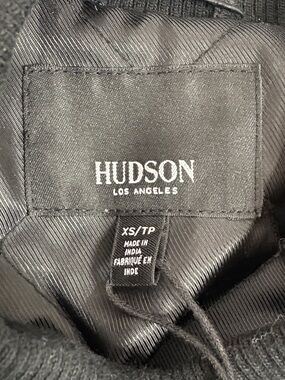 HUDSON
LOS ANGELES
XS/TP
MADE IN
INDIA
FABRIQUÉ EN
INDE